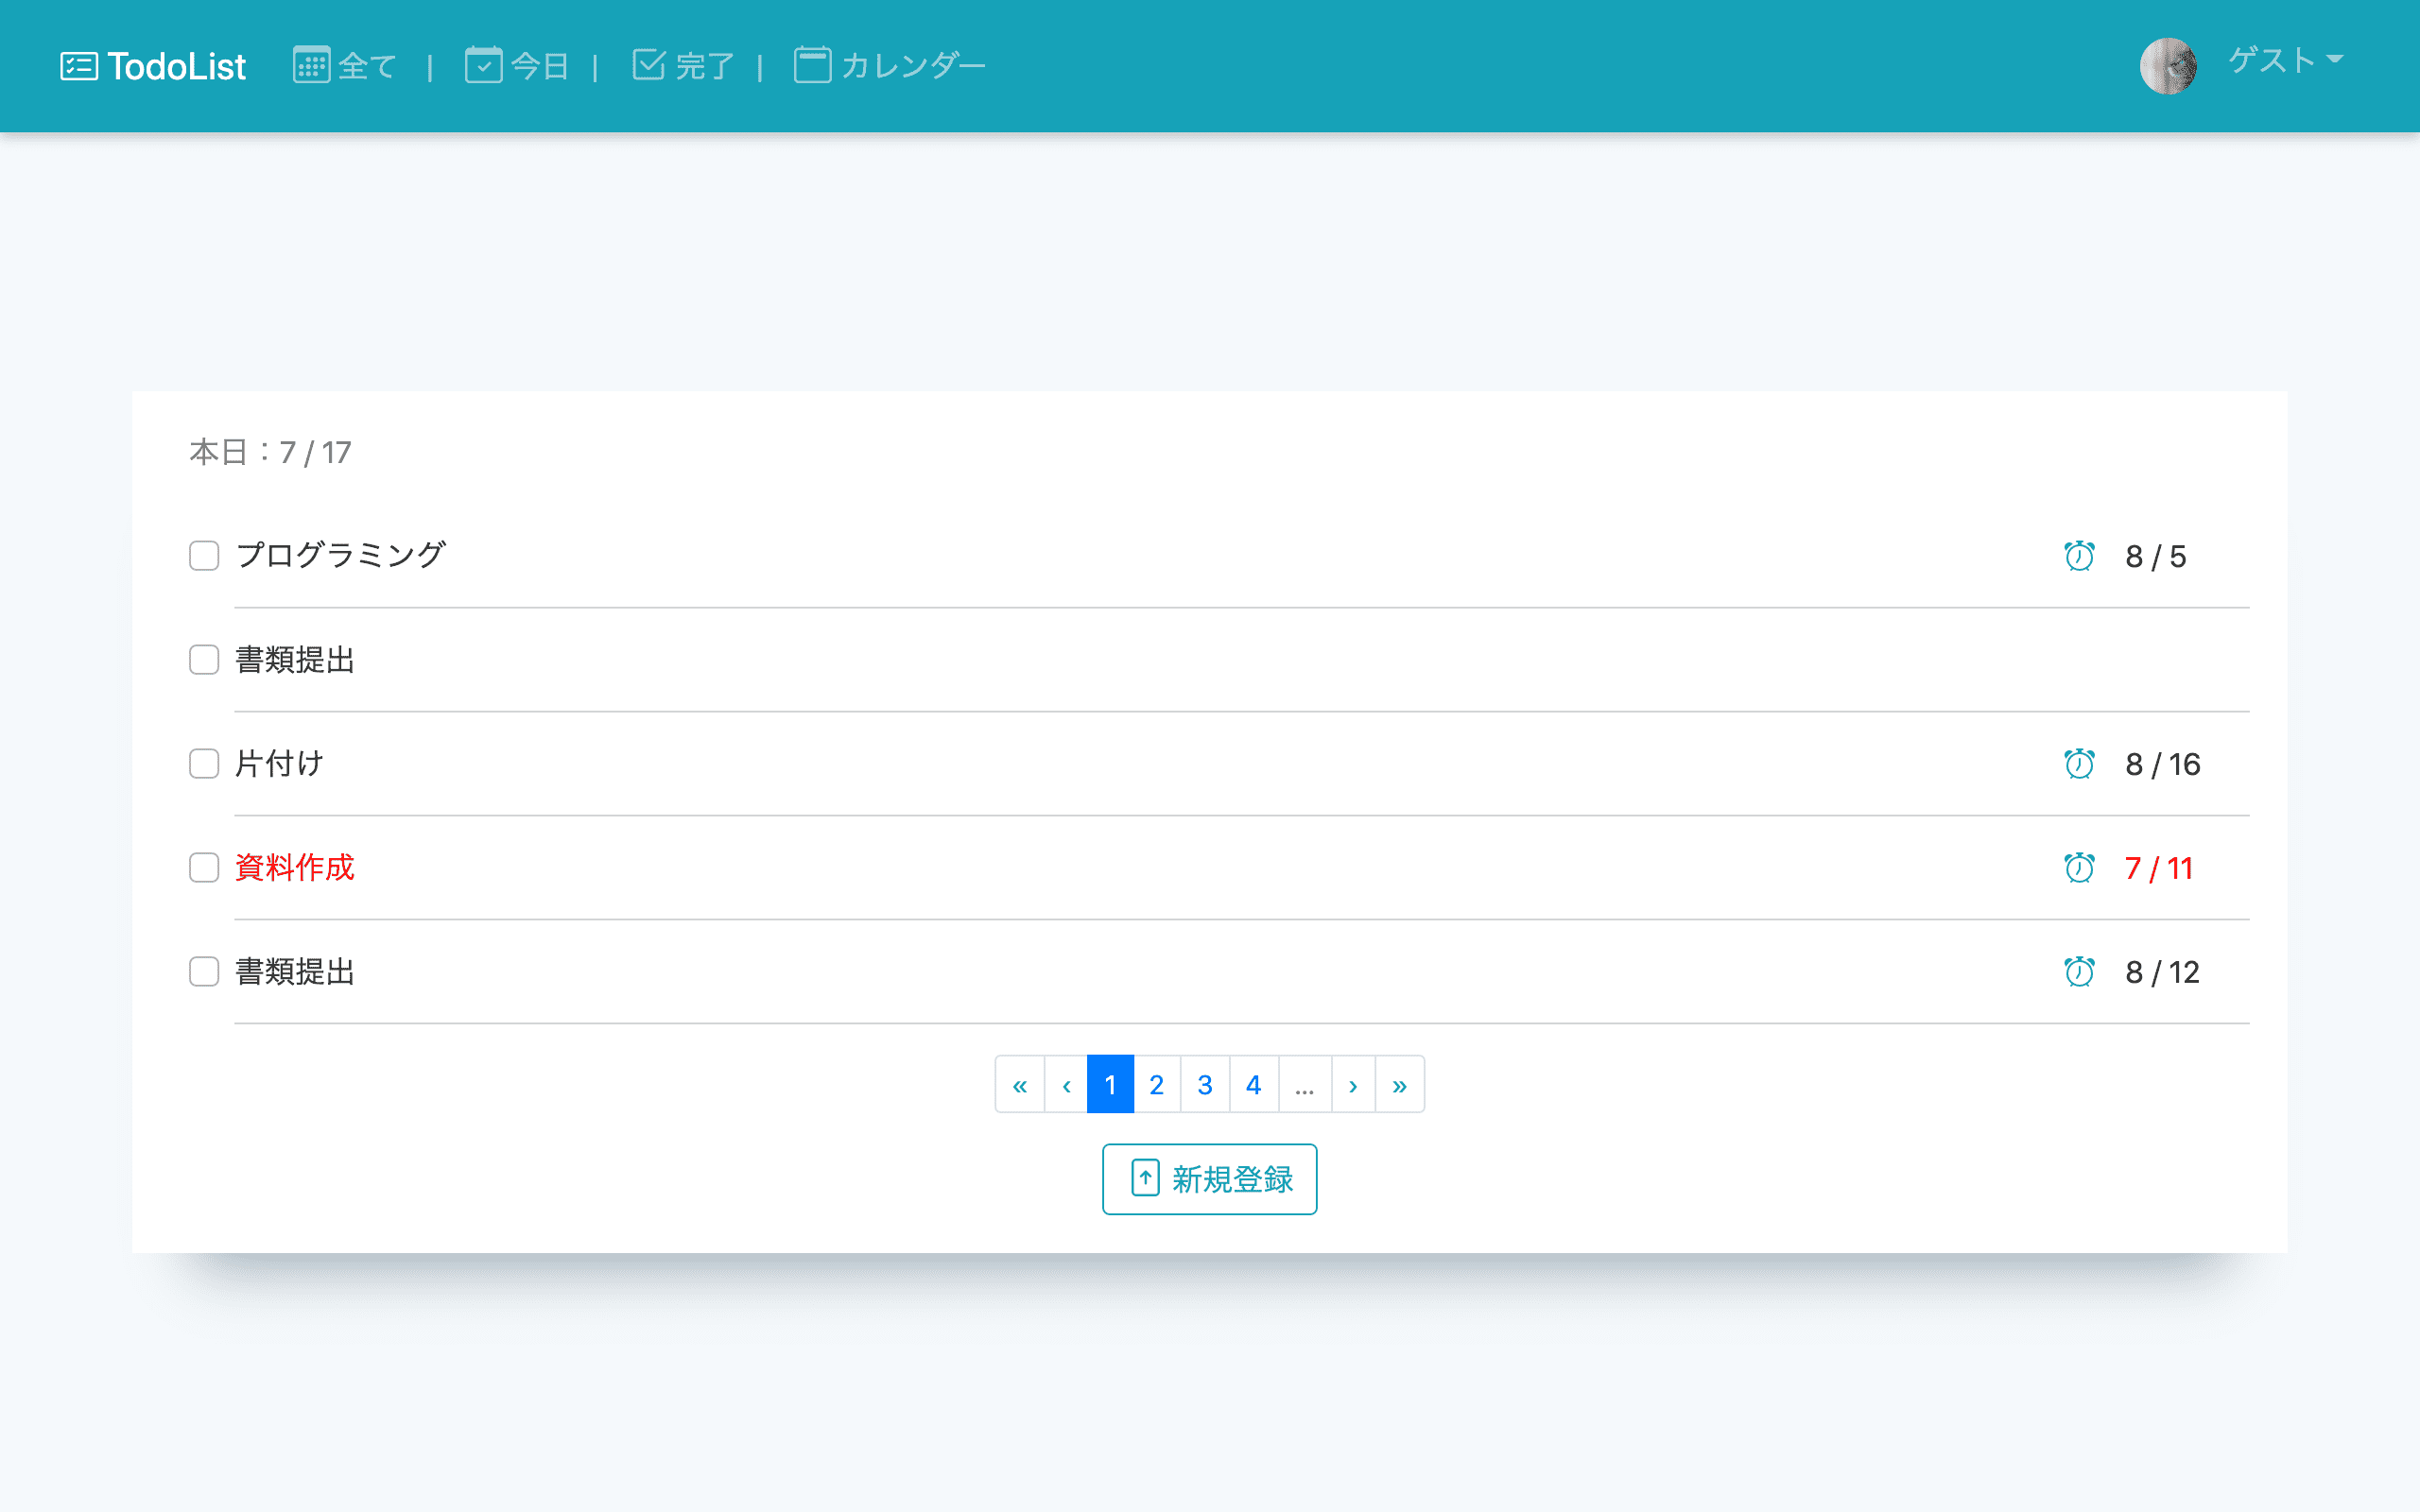 TodoList 全て | 今日 | 完了 | カレンダー ゲスト
本日：7 / 17
プログラミング 8 / 5
書類提出
片付け 8 / 16
資料作成 7 / 11
書類提出 8 / 12
« ‹ 1 2 3 4 ... › »
新規登録